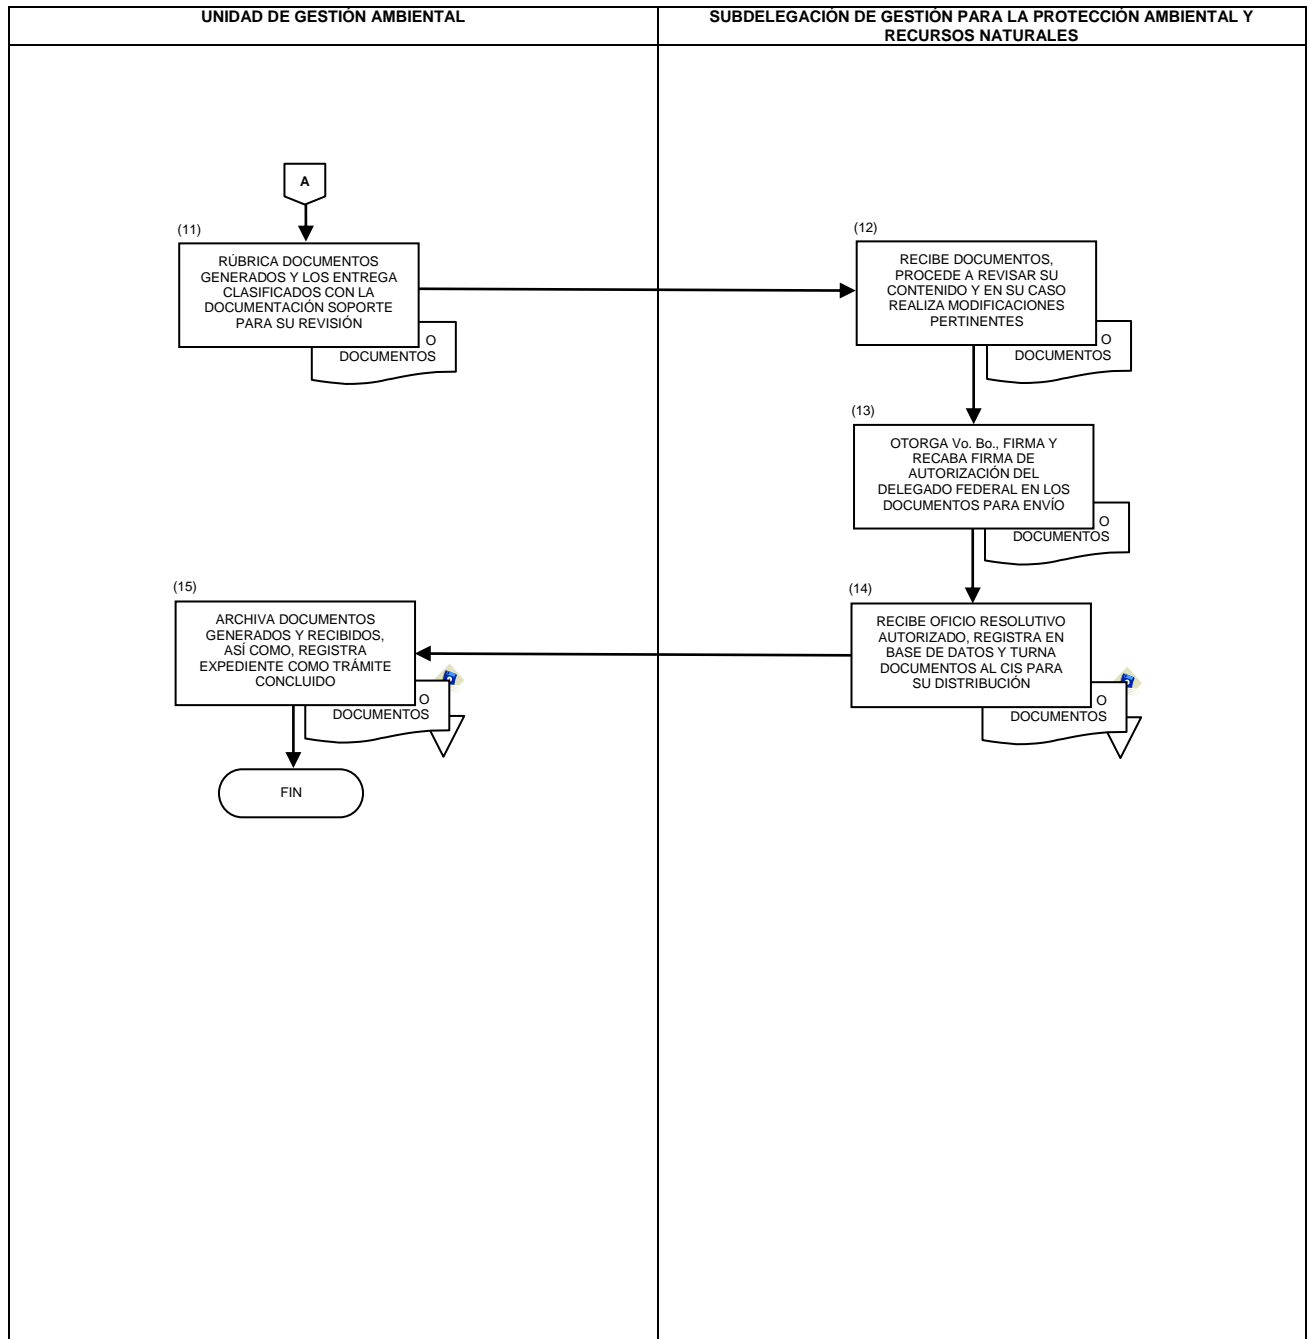 UNIDAD DE GESTIÓN AMBIENTAL
SUBDELEGACIÓN DE GESTIÓN PARA LA PROTECCIÓN AMBIENTAL Y
RECURSOS NATURALES
A
(11)
RÚBRICA DOCUMENTOS
GENERADOS Y LOS ENTREGA
CLASIFICADOS CON LA
DOCUMENTACIÓN SOPORTE
PARA SU REVISIÓN
O
DOCUMENTOS
(12)
RECIBE DOCUMENTOS,
PROCEDE A REVISAR SU
CONTENIDO Y EN SU CASO
REALIZA MODIFICACIONES
PERTINENTES
O
DOCUMENTOS
(13)
OTORGA Vo. Bo., FIRMA Y
RECABA FIRMA DE
AUTORIZACIÓN DEL
DELEGADO FEDERAL EN LOS
DOCUMENTOS PARA ENVÍO
O
DOCUMENTOS
(14)
RECIBE OFICIO RESOLUTIVO
AUTORIZADO, REGISTRA EN
BASE DE DATOS Y TURNA
DOCUMENTOS AL CIS PARA
SU DISTRIBUCIÓN
O
DOCUMENTOS
(15)
ARCHIVA DOCUMENTOS
GENERADOS Y RECIBIDOS,
ASÍ COMO, REGISTRA
EXPEDIENTE COMO TRÁMITE
CONCLUIDO
O
DOCUMENTOS
FIN